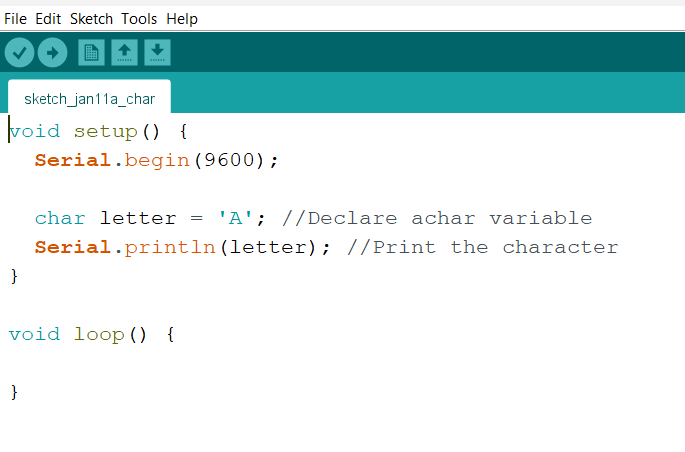 File Edit Sketch Tools Help
sketch_jan11a_char
void setup() {
  Serial.begin(9600);
  char letter = 'A'; //Declare achar variable
  Serial.println(letter); //Print the character
}
void loop() {
}